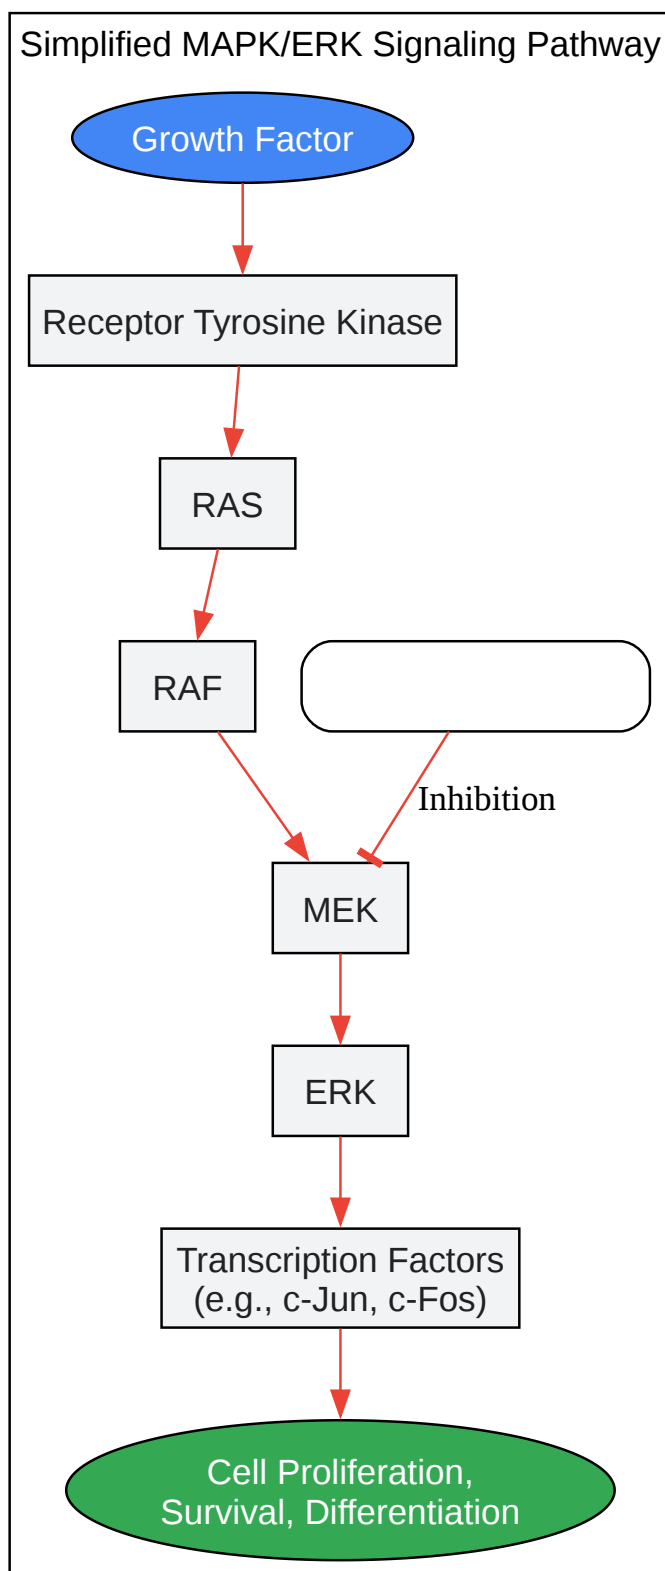 Simplified MAPK/ERK Signaling Pathway
Growth Factor
Receptor Tyrosine Kinase
RAS
RAF
Inhibition
MEK
ERK
Transcription Factors
(e.g., c-Jun, c-Fos)
Cell Proliferation,
Survival, Differentiation